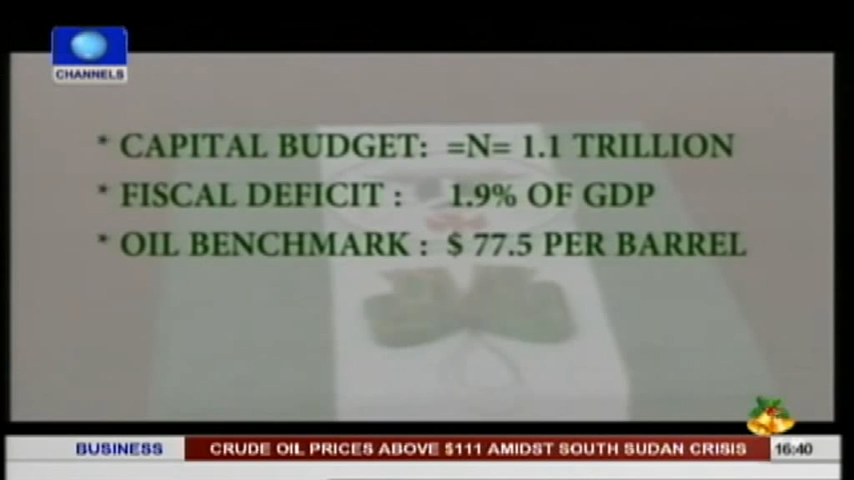 CHANNELS
* CAPITAL BUDGET: =N= 1.1 TRILLION
* FISCAL DEFICIT : 1.9% OF GDP
* OIL BENCHMARK : $ 77.5 PER BARREL
BUSINESS CRUDE OIL PRICES ABOVE $111 AMIDST SOUTH SUDAN CRISIS 16:40